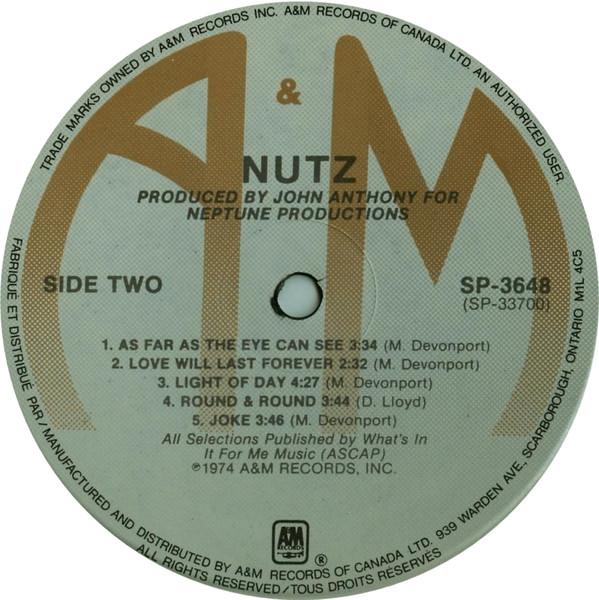 TRADE MARKS OWNED BY A&M RECORDS INC. A&M RECORDS OF CANADA LTD. AN AUTHORIZED USER.
A & M
NUTZ
PRODUCED BY JOHN ANTHONY FOR
NEPTUNE PRODUCTIONS
SIDE TWO
SP-3648
(SP-33700)
1. AS FAR AS THE EYE CAN SEE 3:34 (M. Devonport)
2. LOVE WILL LAST FOREVER 2:32 (M. Devonport)
3. LIGHT OF DAY 4:27 (M. Devonport)
4. ROUND & ROUND 3:44 (D. Lloyd)
5. JOKE 3:46 (M. Devonport)
All Selections Published by What's In
It For Me Music (ASCAP)
℗1974 A&M RECORDS, INC.
A&M
RECORDS
®
FABRIQUÉ ET DISTRIBUÉ PAR/MANUFACTURED AND DISTRIBUTED BY A&M RECORDS OF CANADA LTD. 939 WARDEN AVE, SCARBOROUGH, ONTARIO M1L 4C5
ALL RIGHTS RESERVED/TOUS DROITS RESERVÉS